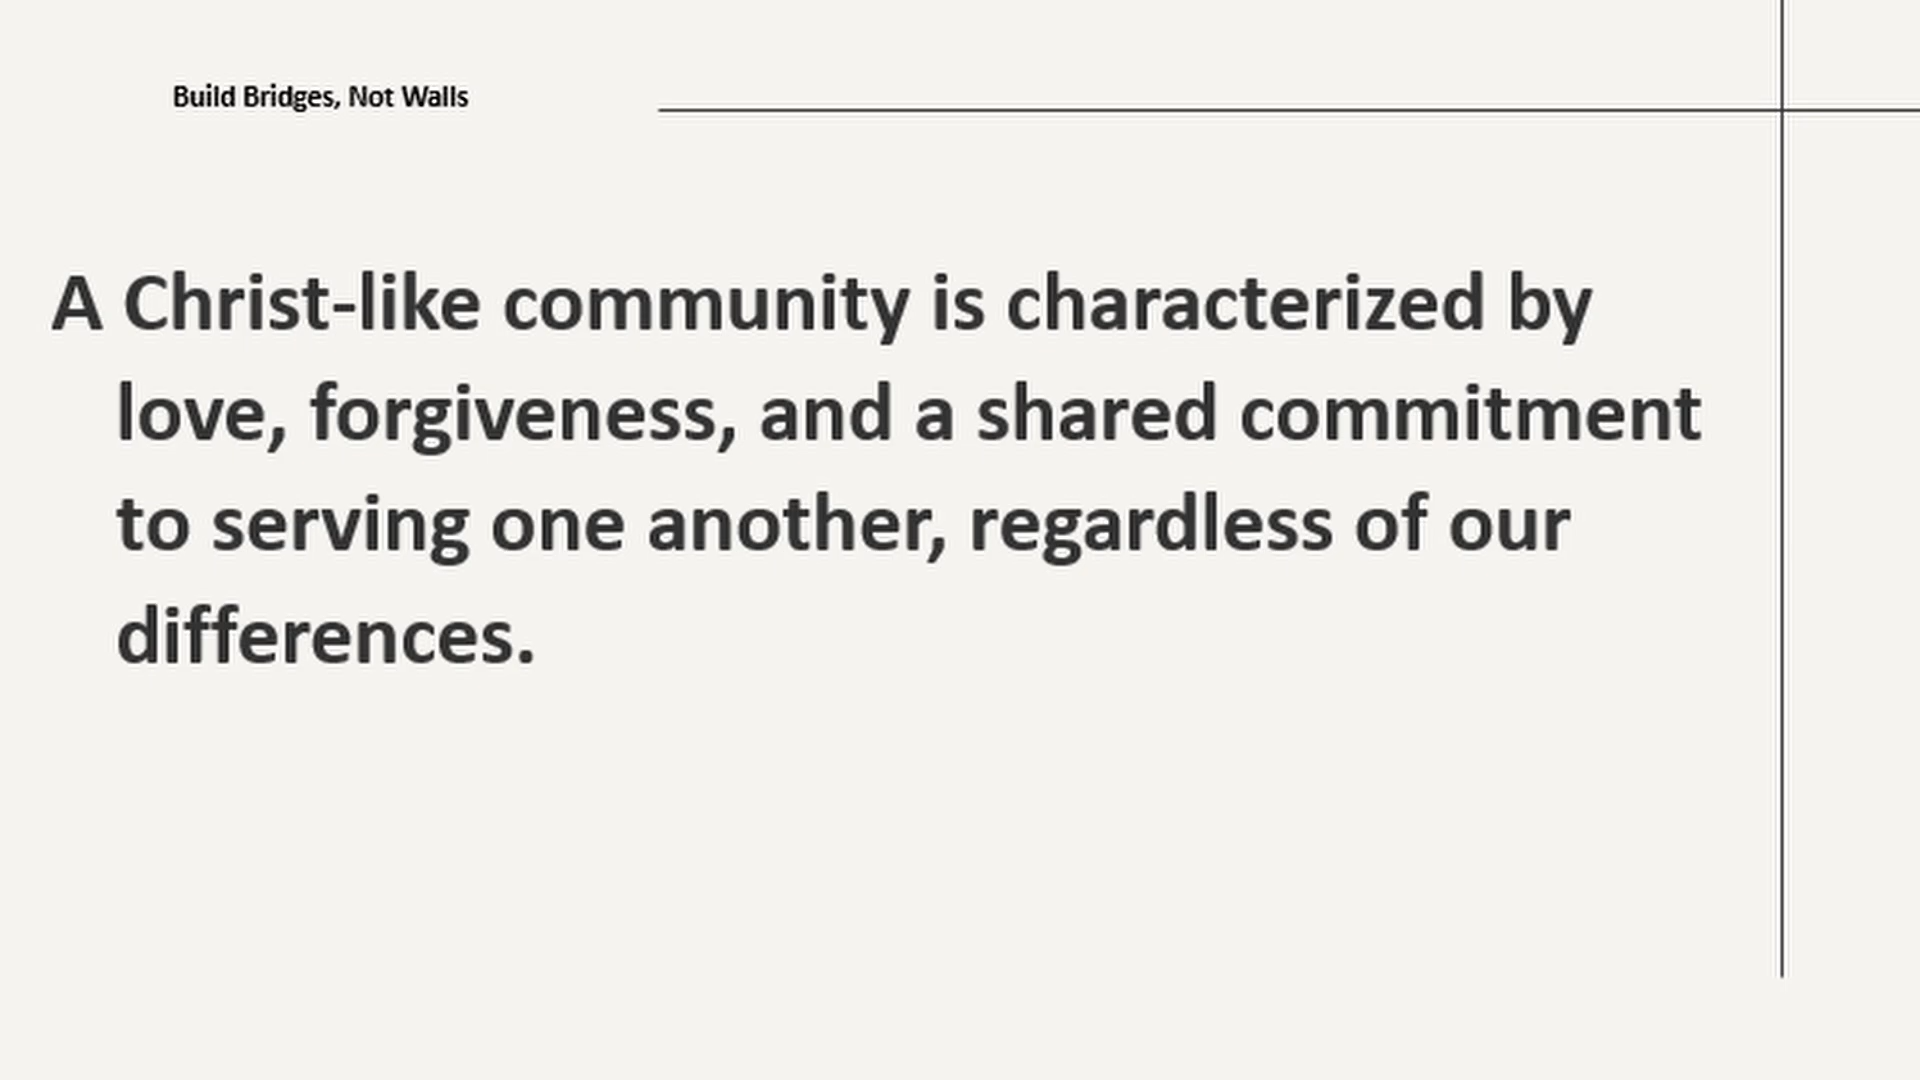 Build Bridges, Not Walls
A Christ-like community is characterized by
love, forgiveness, and a shared commitment
to serving one another, regardless of our
differences.